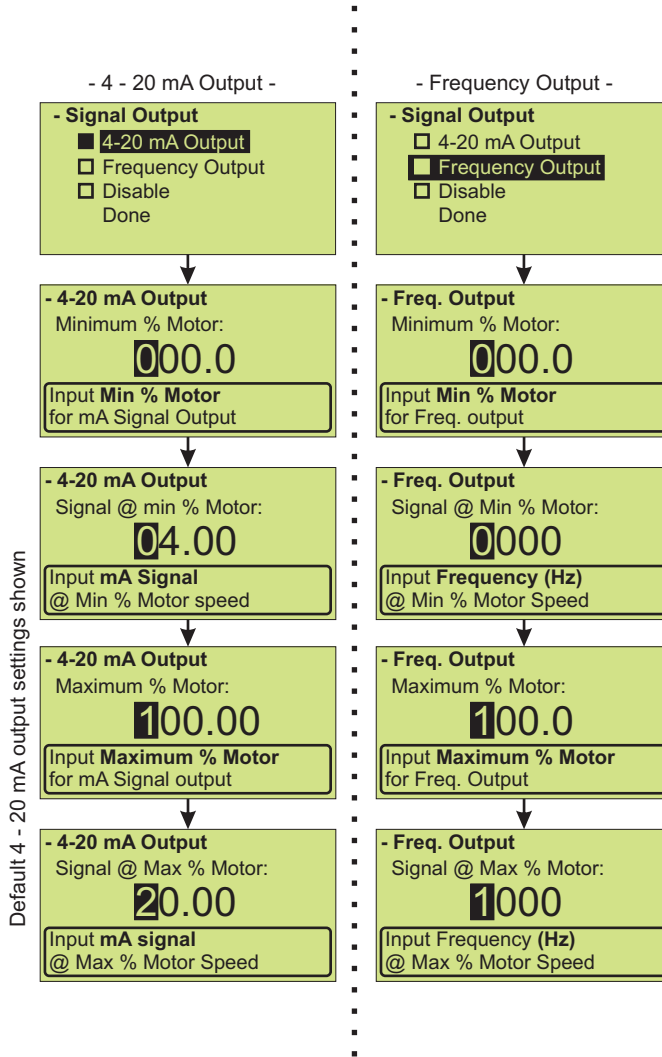 - 4 - 20 mA Output -
- Signal Output
4-20 mA Output
Frequency Output
Disable
Done
- 4-20 mA Output
Minimum % Motor:
000.0
Input Min % Motor
for mA Signal Output
- 4-20 mA Output
Signal @ min % Motor:
04.00
Input mA Signal
@ Min % Motor speed
- 4-20 mA Output
Maximum % Motor:
100.00
Input Maximum % Motor
for mA Signal output
- 4-20 mA Output
Signal @ Max % Motor:
20.00
Input mA signal
@ Max % Motor Speed
Default 4 - 20 mA output settings shown
- Frequency Output -
- Signal Output
4-20 mA Output
Frequency Output
Disable
Done
- Freq. Output
Minimum % Motor:
000.0
Input Min % Motor
for Freq. output
- Freq. Output
Signal @ Min % Motor:
0000
Input Frequency (Hz)
@ Min % Motor Speed
- Freq. Output
Maximum % Motor:
100.0
Input Maximum % Motor
for Freq. Output
- Freq. Output
Signal @ Max % Motor:
1000
Input Frequency (Hz)
@ Max % Motor Speed